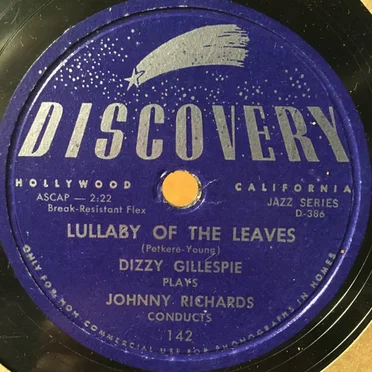 DISCOVERY
HOLLYWOOD CALIFORNIA
ASCAP — 2:22 JAZZ SERIES
Break-Resistant Flex D-386
LULLABY OF THE LEAVES
(Petkere-Young)
DIZZY GILLESPIE
PLAYS
JOHNNY RICHARDS
CONDUCTS
142
ONLY FOR NON COMMERCIAL USE FOR PHONOGRAPHS IN HOMES